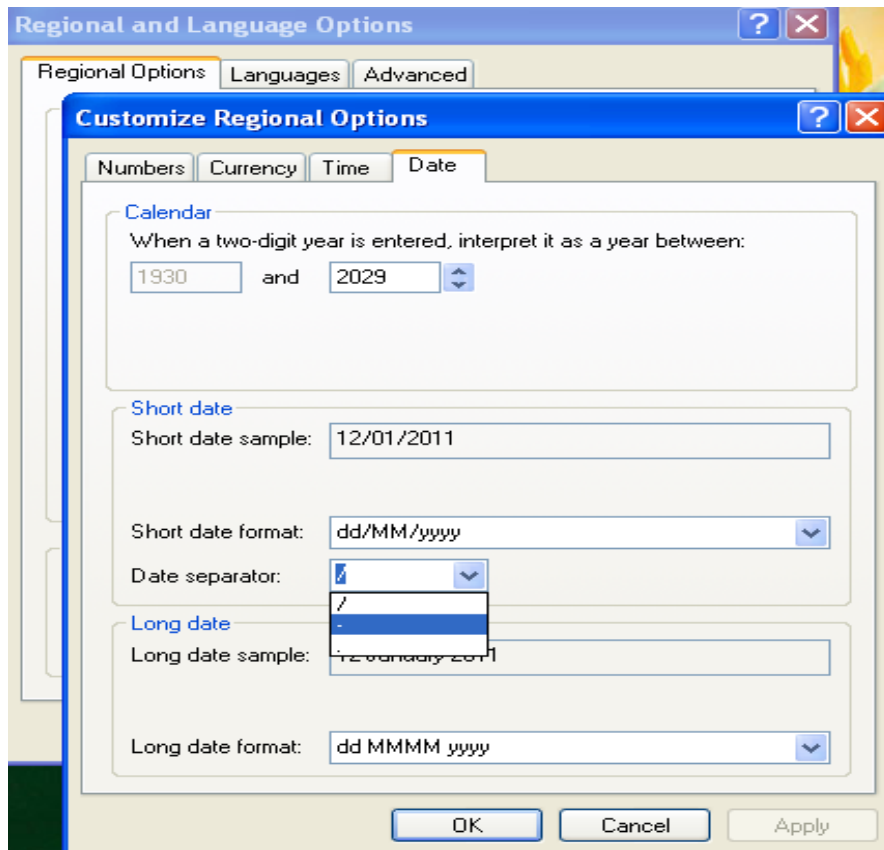 Regional and Language Options
Regional Options Languages Advanced
Customize Regional Options
Numbers Currency Time Date
Calendar
When a two-digit year is entered, interpret it as a year between:
1930 and 2029
Short date
Short date sample: 12/01/2011
Short date format: dd/MM/yyyy
Date separator: /
/
-
.
Long date
Long date sample: 12 January 2011
Long date format: dd MMMM yyyy
OK Cancel Apply